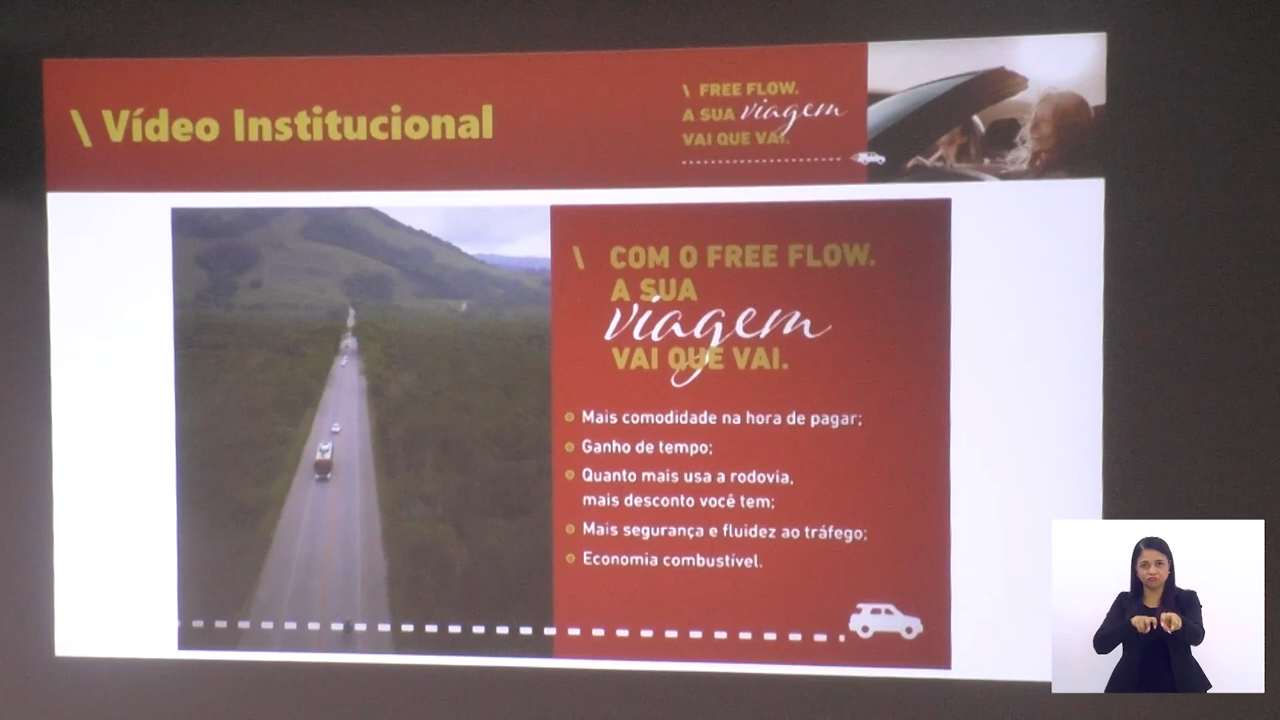 \ Vídeo Institucional
\ FREE FLOW.
A SUA viagem
VAI QUE VAI.
\ COM O FREE FLOW.
A SUA
viagem
VAI QUE VAI.
Mais comodidade na hora de pagar;
Ganho de tempo;
Quanto mais usa a rodovia,
mais desconto você tem;
Mais segurança e fluidez ao tráfego;
Economia combustível.